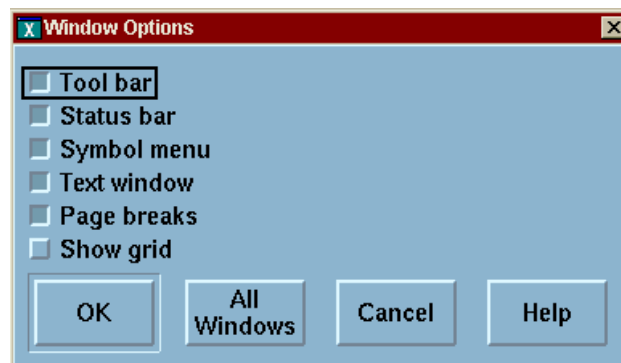 X Window Options
Tool bar
Status bar
Symbol menu
Text window
Page breaks
Show grid
OK
All
Windows
Cancel
Help